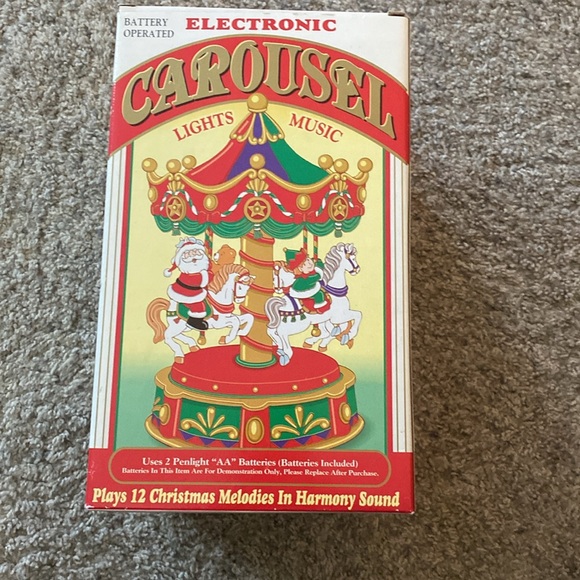 BATTERY
OPERATED
ELECTRONIC
CAROUSEL
LIGHTS MUSIC
Uses 2 Penlight "AA" Batteries (Batteries Included)
Batteries In This Item Are For Demonstration Only, Please Replace After Purchase.
Plays 12 Christmas Melodies In Harmony Sound